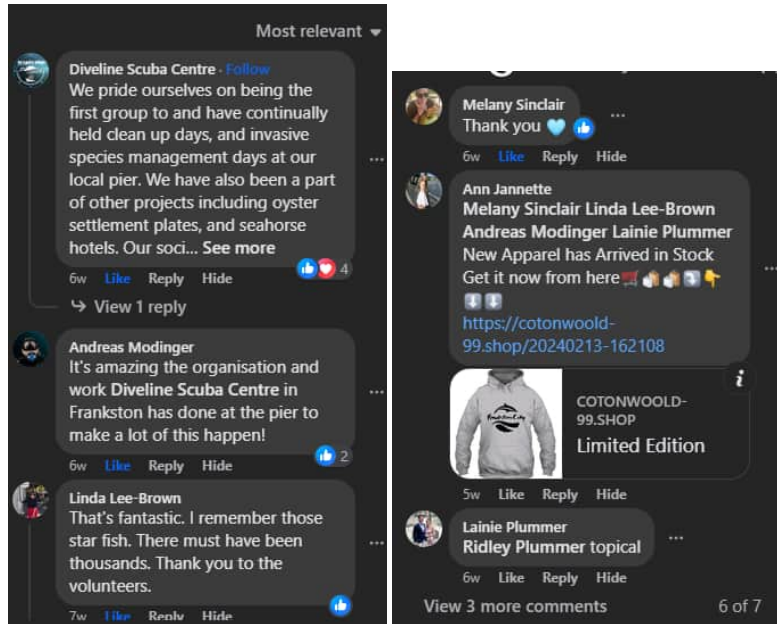 Most relevant
Diveline Scuba Centre · Follow
We pride ourselves on being the
first group to and have continually
held clean up days, and invasive
species management days at our
local pier. We have also been a part
of other projects including oyster
settlement plates, and seahorse
hotels. Our soci... See more
4
6w Like Reply Hide
View 1 reply
Andreas Modinger
It's amazing the organisation and
work Diveline Scuba Centre in
Frankston has done at the pier to
make a lot of this happen!
2
6w Like Reply Hide
Linda Lee-Brown
That's fantastic. I remember those
star fish. There must have been
thousands. Thank you to the
volunteers.
7w Like Reply Hide
Melany Sinclair
Thank you 🩵
6w Like Reply Hide
Ann Jannette
Melany Sinclair Linda Lee-Brown
Andreas Modinger Lainie Plummer
New Apparel has Arrived in Stock
Get it now from here
https://cotonwoold-
99.shop/20240213-162108
COTONWOOLD-
99.SHOP
Limited Edition
5w Like Reply Hide
Lainie Plummer
Ridley Plummer topical
6w Like Reply Hide
View 3 more comments 6 of 7